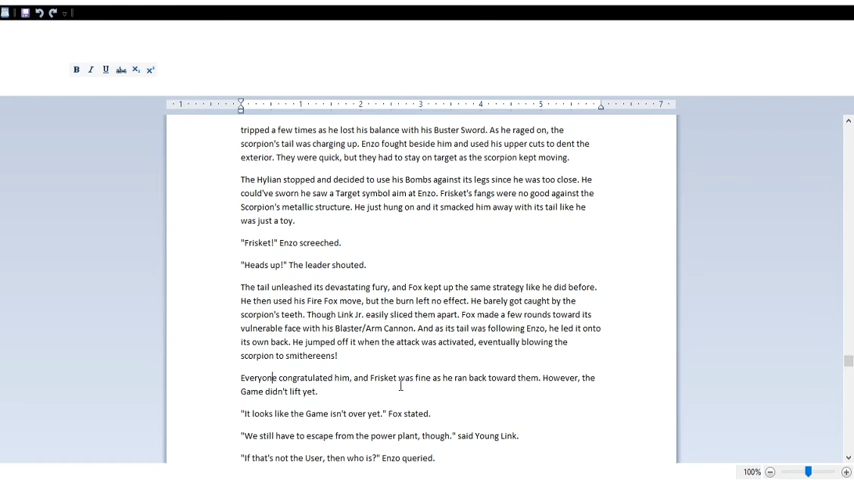 B I U abc X₂ X²
1 1 2 3 4 5 7
tripped a few times as he lost his balance with his Buster Sword. As he raged on, the
scorpion's tail was charging up. Enzo fought beside him and used his upper cuts to dent the
exterior. They were quick, but they had to stay on target as the scorpion kept moving.
The Hylian stopped and decided to use his Bombs against its legs since he was too close. He
could've sworn he saw a Target symbol aim at Enzo. Frisket's fangs were no good against the
Scorpion's metallic structure. He just hung on and it smacked him away with its tail like he
was just a toy.
"Frisket!" Enzo screeched.
"Heads up!" The leader shouted.
The tail unleashed its devastating fury, and Fox kept up the same strategy like he did before.
He then used his Fire Fox move, but the burn left no effect. He barely got caught by the
scorpion's teeth. Though Link Jr. easily sliced them apart. Fox made a few rounds toward its
vulnerable face with his Blaster/Arm Cannon. And as its tail was following Enzo, he led it onto
its own back. He jumped off it when the attack was activated, eventually blowing the
scorpion to smithereens!
Everyone congratulated him, and Frisket was fine as he ran back toward them. However, the
Game didn't lift yet.
"It looks like the Game isn't over yet." Fox stated.
"We still have to escape from the power plant, though." said Young Link.
"If that's not the User, then who is?" Enzo queried.
100%